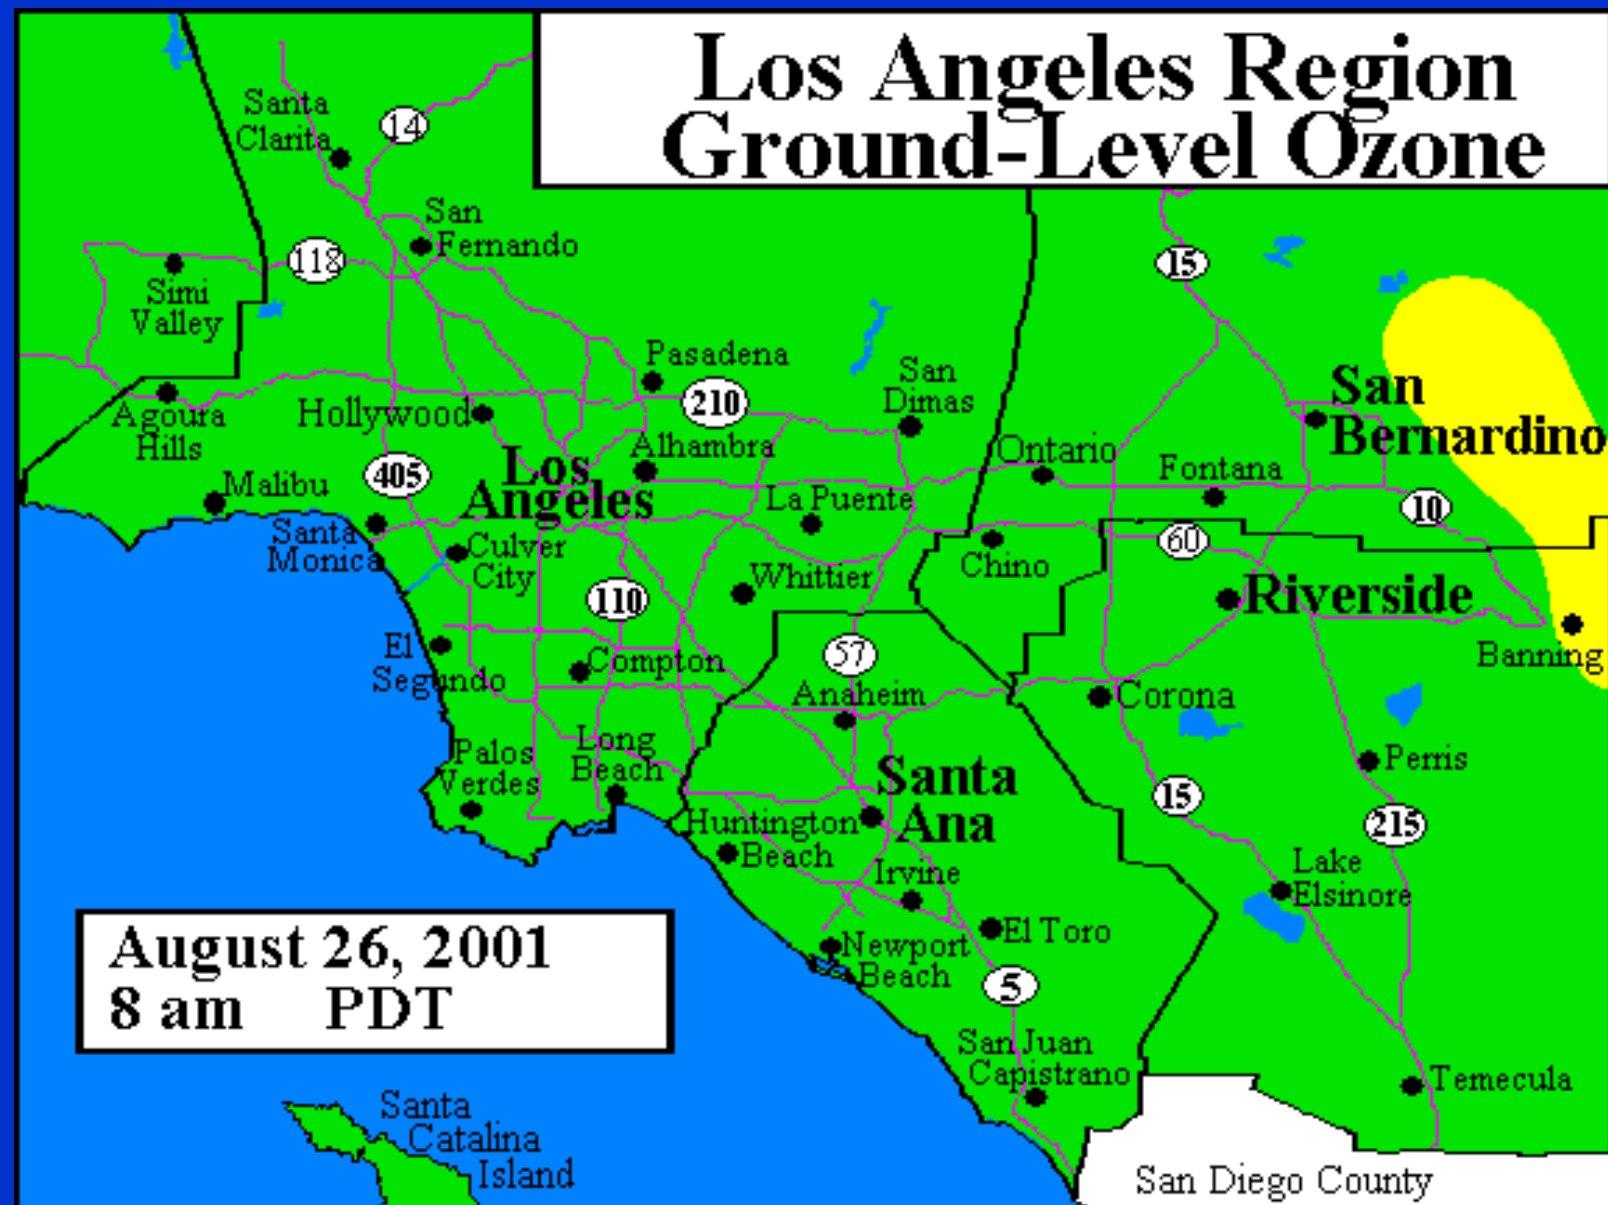 Los Angeles Region
Ground-Level Ozone
Santa
Clarita
14
San
Fernando
118
15
Simi
Valley
Pasadena
San
Dimas
210
San
Bernardino
Agoura
Hills
Hollywood
Alhambra
Ontario
Fontana
405
Los
Angeles
Malibu
La Puente
10
Santa
Monica
Culver
City
60
Chino
Whittier
110
Riverside
El
Segundo
Compton
57
Banning
Anaheim
Corona
Palos
Verdes
Long
Beach
Santa
Ana
Perris
15
215
Huntington
Beach
Irvine
Lake
Elsinore
El Toro
Newport
Beach
5
August 26, 2001
8 am PDT
San Juan
Capistrano
Temecula
Santa
Catalina
Island
San Diego County